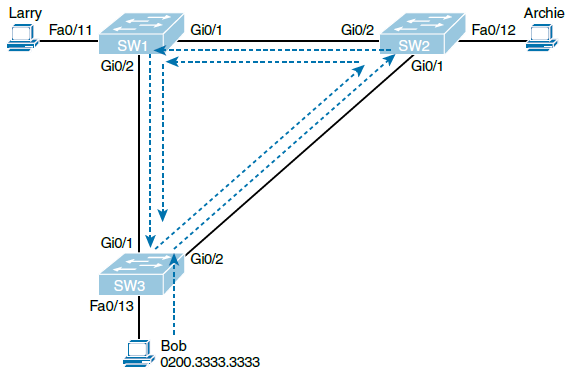 Larry
Archie
Fa0/11
Gi0/1
Gi0/2
Fa0/12
SW1
SW2
Gi0/2
Gi0/1
Gi0/1
Gi0/2
SW3
Fa0/13
Bob
0200.3333.3333